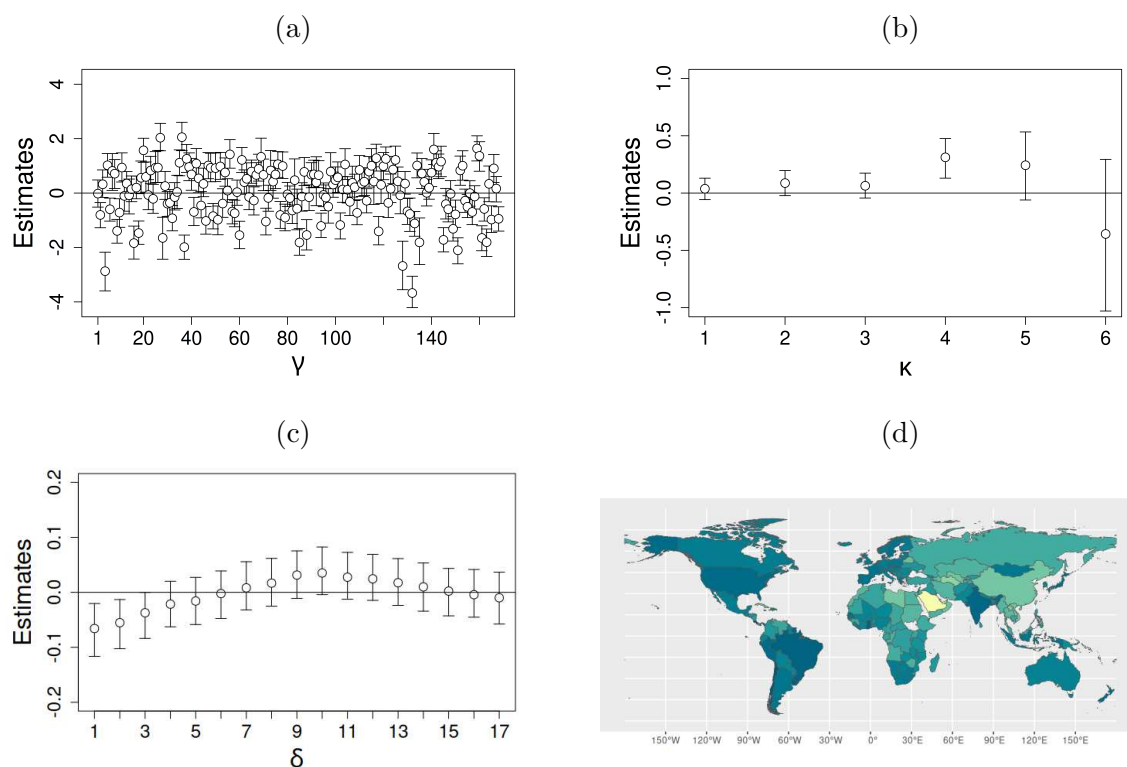 (a)
Estimates
4
2
0
-2
-4
1 20 40 60 80 100 140
γ
(b)
Estimates
1.0
0.5
0.0
-0.5
-1.0
1 2 3 4 5 6
κ
(c)
Estimates
0.2
0.1
0.0
-0.1
-0.2
1 3 5 7 9 11 13 15 17
δ
(d)
150°W 120°W 90°W 60°W 30°W 0° 30°E 60°E 90°E 120°E 150°E